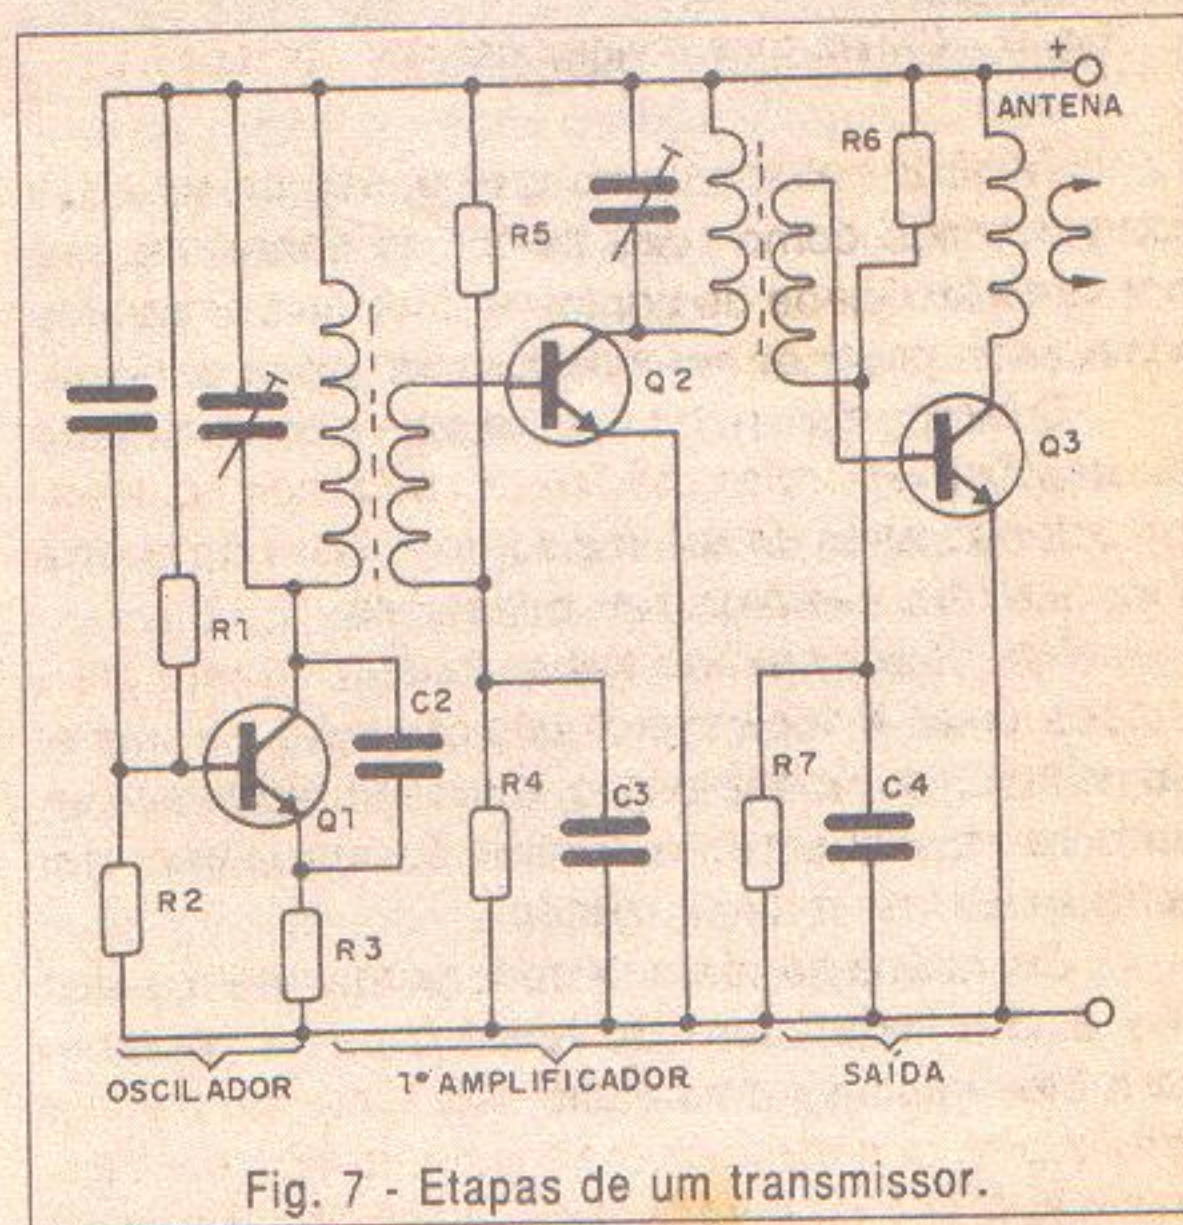 +
ANTENA
R6
R5
Q2
Q3
R1
C2
R4
C3
R7
C4
Q1
R2
R3
OSCILADOR
1º AMPLIFICADOR
SAÍDA
Fig. 7 - Etapas de um transmissor.